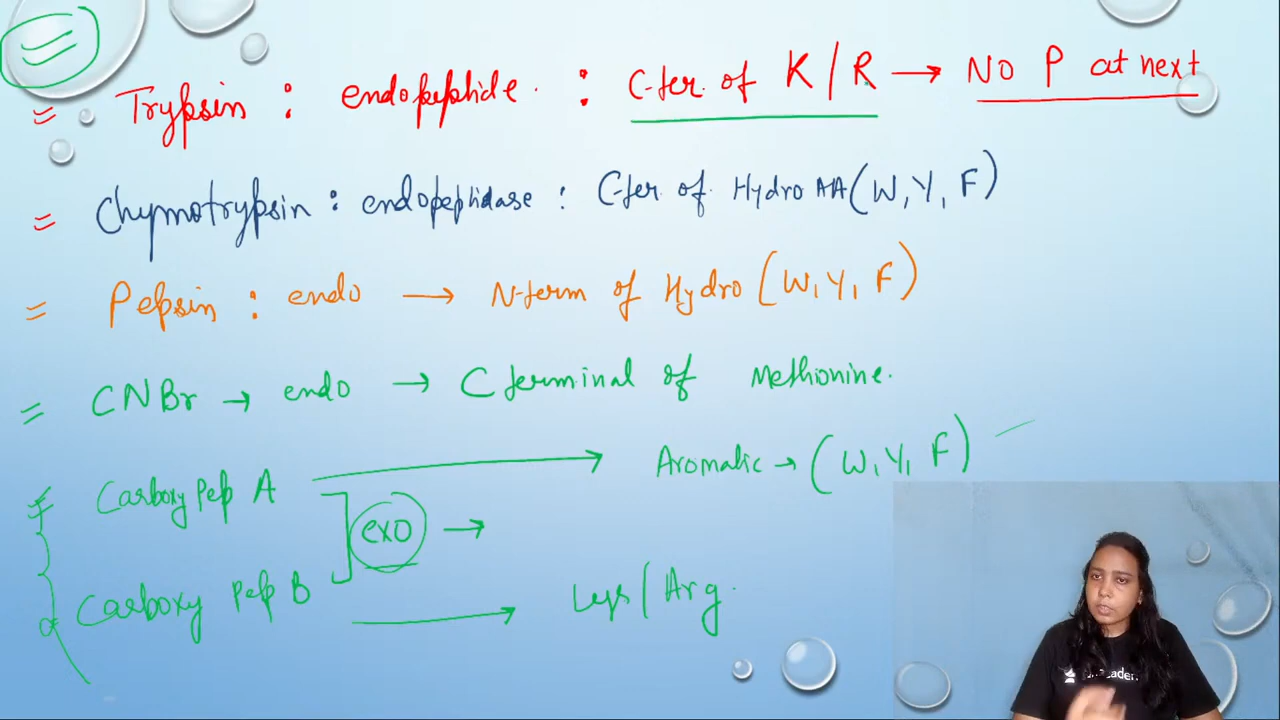 = Trypsin : endopeptide. : C-ter. of K/R → NO P at next
= Chymotrypsin : endopeptidase : C-ter. of Hydro AA (W, Y, F)
= Pepsin : endo → N-term of Hydro (W, Y, F)
= CNBr → endo → C terminal of Methionine.
Carboxy Pep A → Aromatic → (W, Y, F)
exo →
Carboxy Pep B → Lys/Arg.